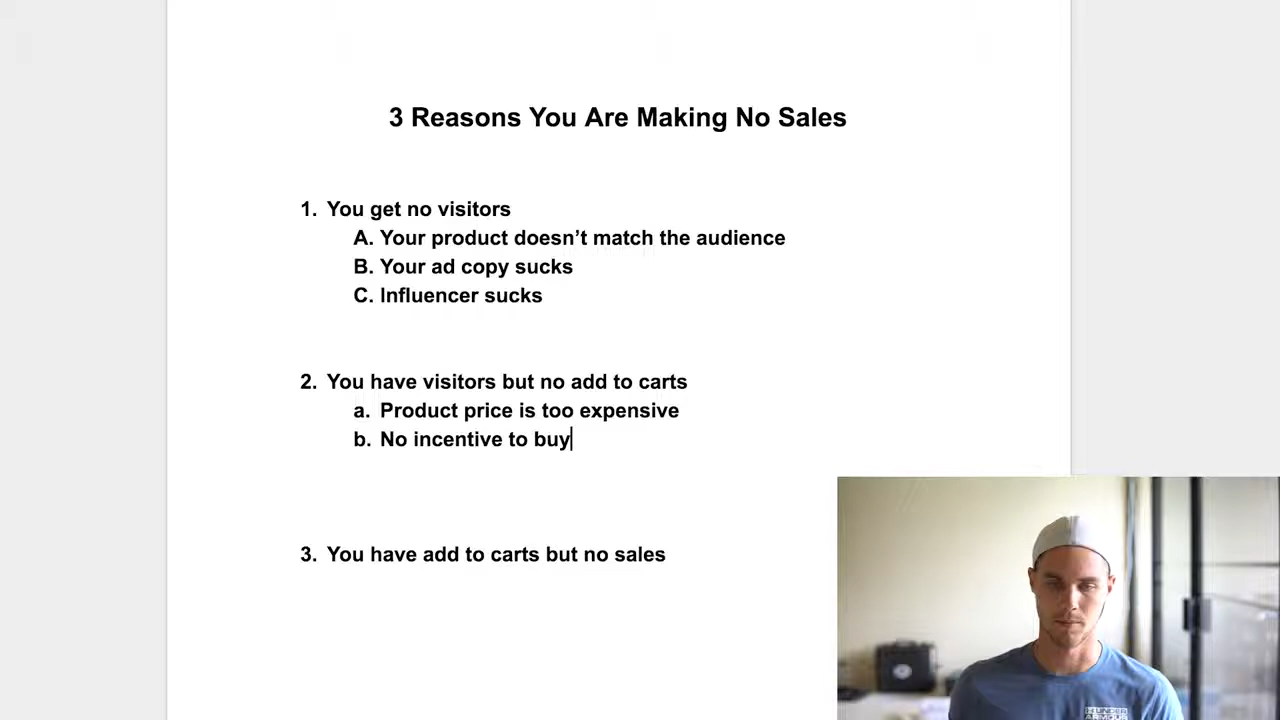 3 Reasons You Are Making No Sales
1. You get no visitors
A. Your product doesn’t match the audience
B. Your ad copy sucks
C. Influencer sucks
2. You have visitors but no add to carts
a. Product price is too expensive
b. No incentive to buy
3. You have add to carts but no sales
UNDER
ARMOUR